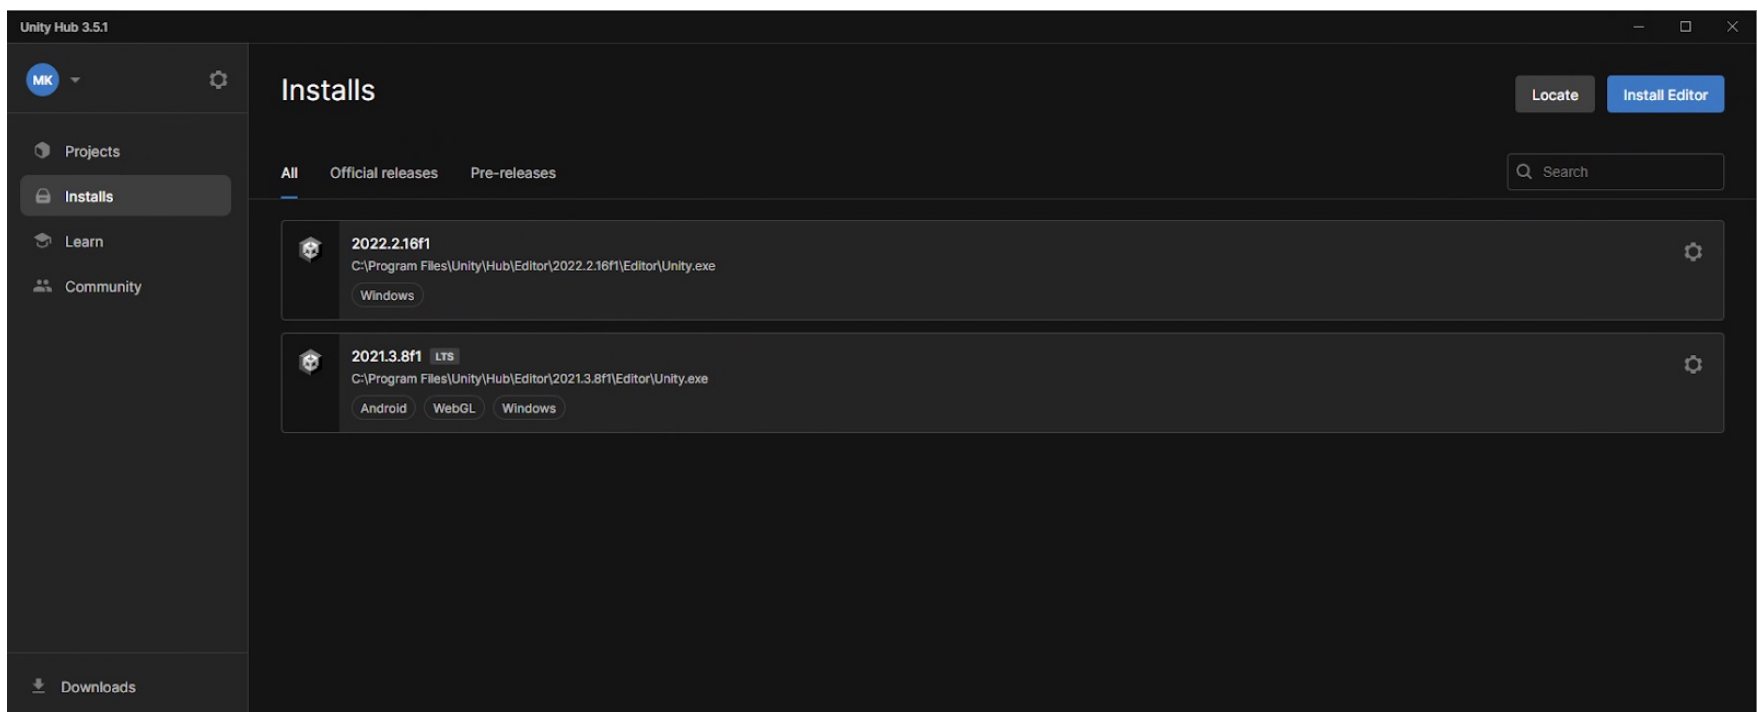 Unity Hub 3.5.1
MK
Projects
Installs
Learn
Community
Downloads
Installs
Locate
Install Editor
All
Official releases
Pre-releases
Search
2022.2.16f1
C:\Program Files\Unity\Hub\Editor\2022.2.16f1\Editor\Unity.exe
Windows
2021.3.8f1 LTS
C:\Program Files\Unity\Hub\Editor\2021.3.8f1\Editor\Unity.exe
Android WebGL Windows